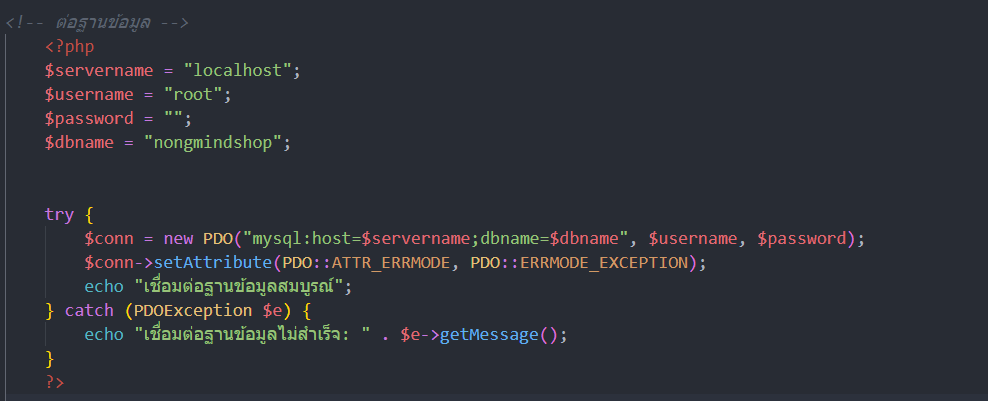 <!-- ต่อฐานข้อมูล -->
<?php
$servername = "localhost";
$username = "root";
$password = "";
$dbname = "nongmindshop";
try {
$conn = new PDO("mysql:host=$servername;dbname=$dbname", $username, $password);
$conn->setAttribute(PDO::ATTR_ERRMODE, PDO::ERRMODE_EXCEPTION);
echo "เชื่อมต่อฐานข้อมูลสมบูรณ์";
} catch (PDOException $e) {
echo "เชื่อมต่อฐานข้อมูลไม่สำเร็จ: " . $e->getMessage();
}
?>